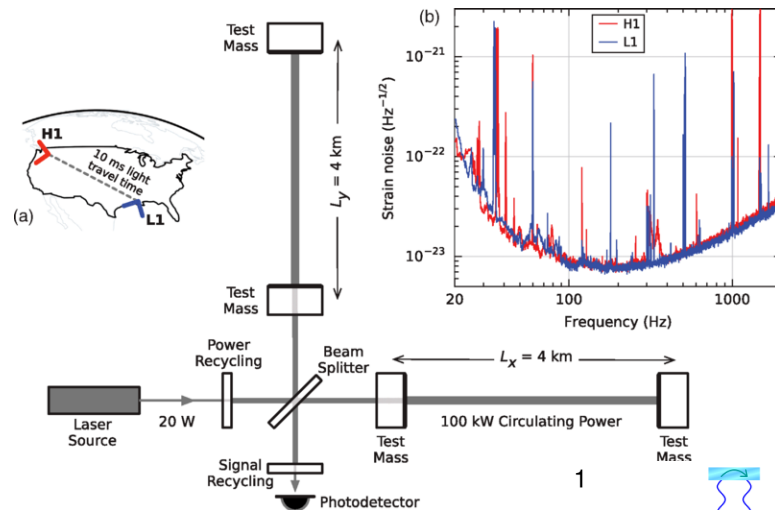 Test
Mass
(b)
H1
L1
10⁻²¹
10⁻²²
10⁻²³
Strain noise (Hz⁻¹/²)
20
100
1000
Frequency (Hz)
H1
10 ms light
travel time
L1
(a)
Ly = 4 km
Test
Mass
Power
Recycling
Beam
Splitter
Lx = 4 km
Laser
Source
20 W
100 kW Circulating Power
Test
Mass
Test
Mass
Signal
Recycling
Photodetector
1